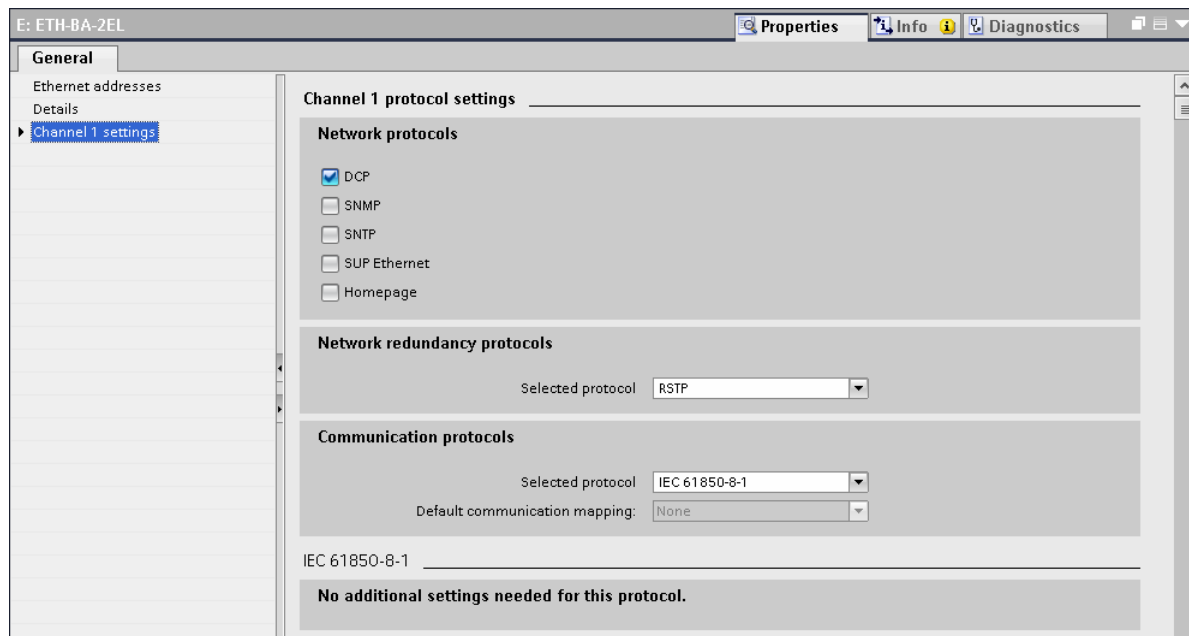 E: ETH-BA-2EL
Properties
Info
Diagnostics
General
Ethernet addresses
Details
Channel 1 settings
Channel 1 protocol settings
Network protocols
DCP
SNMP
SNTP
SUP Ethernet
Homepage
Network redundancy protocols
Selected protocol RSTP
Communication protocols
Selected protocol IEC 61850-8-1
Default communication mapping: None
IEC 61850-8-1
No additional settings needed for this protocol.